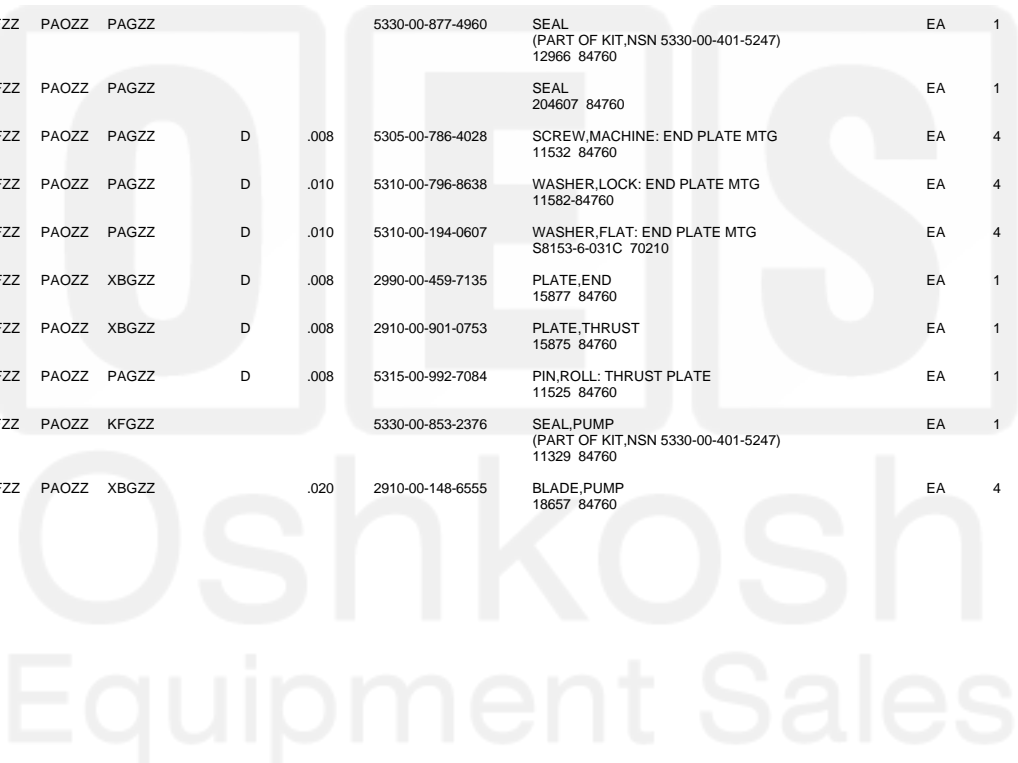 ZZ PAOZZ PAGZZ 5330-00-877-4960 SEAL EA 1
(PART OF KIT,NSN 5330-00-401-5247)
12966 84760
ZZ PAOZZ PAGZZ SEAL EA 1
204607 84760
ZZ PAOZZ PAGZZ D .008 5305-00-786-4028 SCREW,MACHINE: END PLATE MTG EA 4
11532 84760
ZZ PAOZZ PAGZZ D .010 5310-00-796-8638 WASHER,LOCK: END PLATE MTG EA 4
11582-84760
ZZ PAOZZ PAGZZ D .010 5310-00-194-0607 WASHER,FLAT: END PLATE MTG EA 4
S8153-6-031C 70210
ZZ PAOZZ XBGZZ D .008 2990-00-459-7135 PLATE,END EA 1
15877 84760
ZZ PAOZZ XBGZZ D .008 2910-00-901-0753 PLATE,THRUST EA 1
15875 84760
ZZ PAOZZ PAGZZ D .008 5315-00-992-7084 PIN,ROLL: THRUST PLATE EA 1
11525 84760
ZZ PAOZZ KFGZZ 5330-00-853-2376 SEAL,PUMP EA 1
(PART OF KIT,NSN 5330-00-401-5247)
11329 84760
ZZ PAOZZ XBGZZ .020 2910-00-148-6555 BLADE,PUMP EA 4
18657 84760
OES
Oshkosh
Equipment Sales